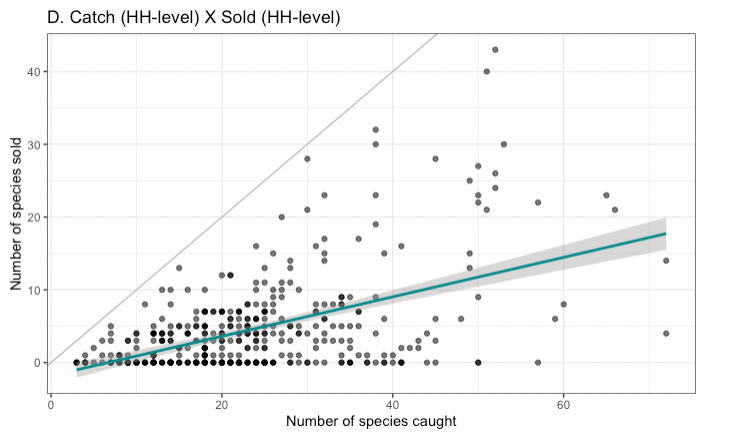 D. Catch (HH-level) X Sold (HH-level)
Number of species sold
40
30
20
10
0
0 20 40 60
Number of species caught